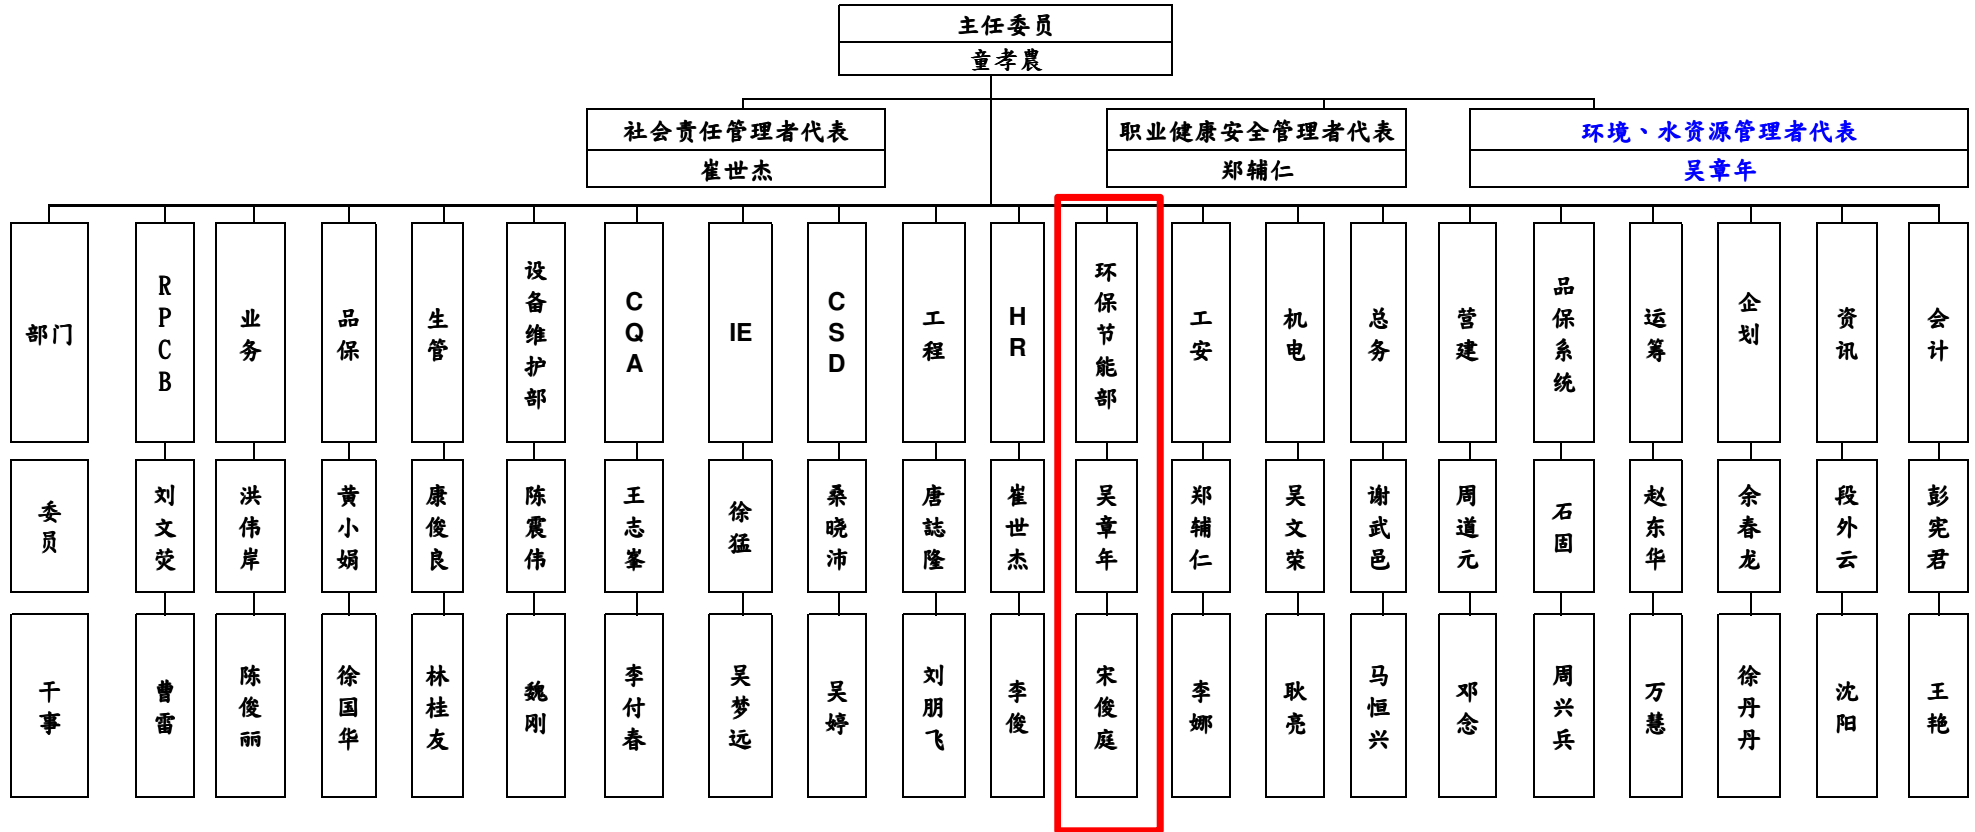 主任委员
童孝農
社会责任管理者代表
崔世杰
职业健康安全管理者代表
郑辅仁
环境、水资源管理者代表
吴章年
部门
RPCB
业务
品保
生管
设备维护部
CQA
IE
CSD
工程
HR
环保节能部
工安
机电
总务
营建
品保系统
运筹
企划
资讯
会计
委员
刘文荧
洪伟岸
黄小娟
康俊良
陈震伟
王志峯
徐猛
桑晓沛
唐誌隆
崔世杰
吴章年
郑辅仁
吴文荣
谢武邑
周道元
石固
赵东华
余春龙
段外云
彭宪君
干事
曹雷
陈俊丽
徐国华
林桂友
魏刚
李付春
吴梦远
吴婷
刘朋飞
李俊
宋俊庭
李娜
耿亮
马恒兴
邓念
周兴兵
万慧
徐丹丹
沈阳
王艳